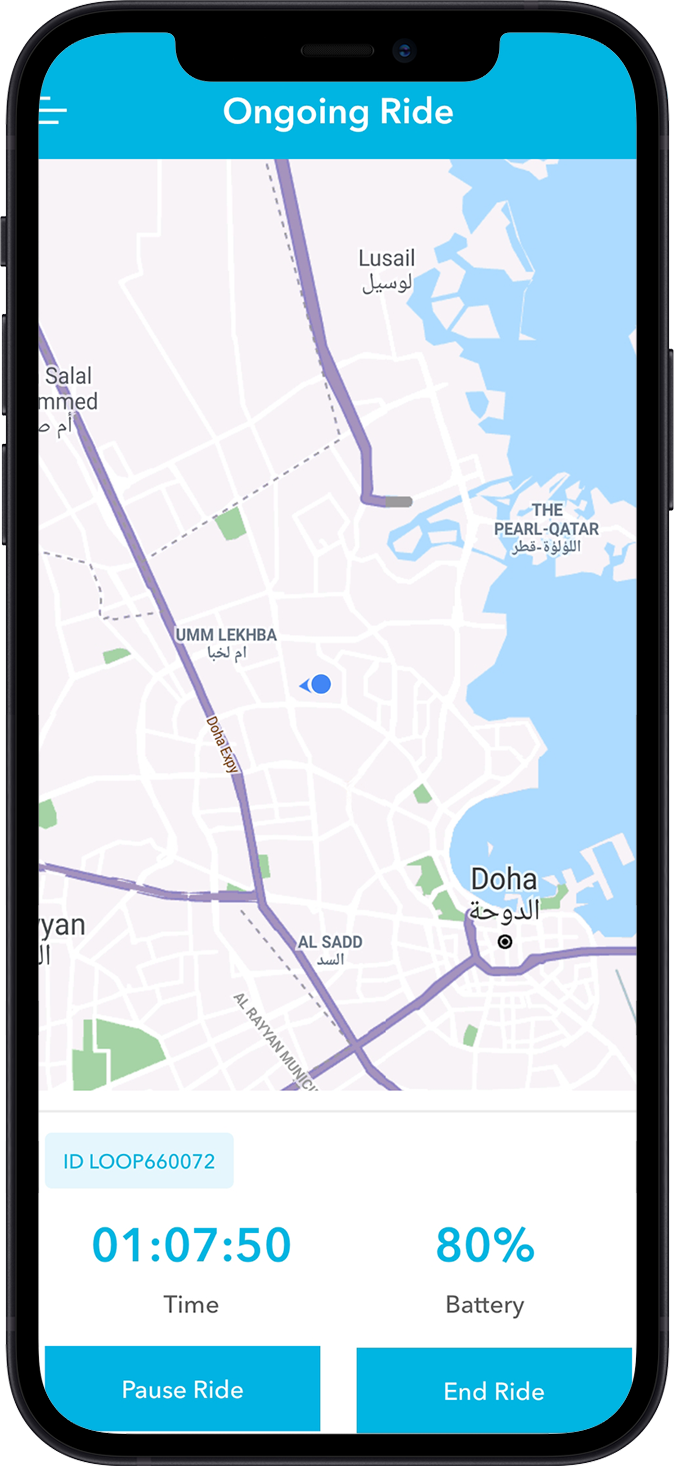 Ongoing Ride
Lusail
لوسيل
Salal
mmed
أم ص
THE
PEARL-QATAR
اللؤلؤة-قطر
UMM LEKHBA
ام لخبا
Doha Expy
Doha
الدوحة
yyan
ال
AL SADD
السد
AL RAYYAN MUNICI
ID LOOP660072
01:07:50
80%
Time
Battery
Pause Ride
End Ride